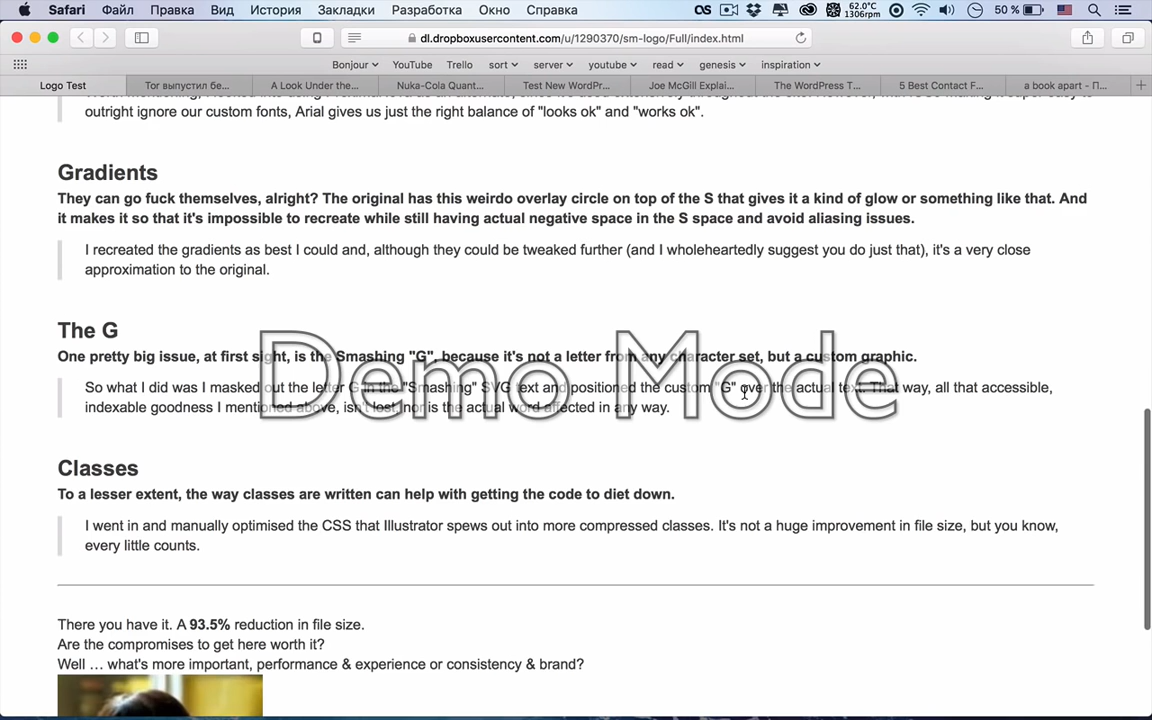 Safari Файл Правка Вид История Закладки Разработка Окно Справка
62.0°C
1306rpm
50 %
dl.dropboxusercontent.com/u/1290370/sm-logo/Full/index.html
Bonjour YouTube Trello sort server youtube read genesis inspiration
Logo Test Tor выпустил бе... A Look Under the... Nuka-Cola Quant... Test New WordPr... Joe McGill Explai... The WordPress T... 5 Best Contact F... a book apart - П...
outright ignore our custom fonts, Arial gives us just the right balance of "looks ok" and "works ok".
Gradients
They can go fuck themselves, alright? The original has this weirdo overlay circle on top of the S that gives it a kind of glow or something like that. And
it makes it so that it's impossible to recreate while still having actual negative space in the S space and avoid aliasing issues.
I recreated the gradients as best I could and, although they could be tweaked further (and I wholeheartedly suggest you do just that), it's a very close
approximation to the original.
The G
One pretty big issue, at first sight, is the Smashing "G", because it's not a letter from any character set, but a custom graphic.
So what I did was I masked out the letter G in the "Smashing" SVG text and positioned the custom "G" over the actual text. That way, all that accessible,
indexable goodness I mentioned above, isn't lost, nor is the actual word affected in any way.
Demo Mode
Classes
To a lesser extent, the way classes are written can help with getting the code to diet down.
I went in and manually optimised the CSS that Illustrator spews out into more compressed classes. It's not a huge improvement in file size, but you know,
every little counts.
There you have it. A 93.5% reduction in file size.
Are the compromises to get here worth it?
Well … what's more important, performance & experience or consistency & brand?